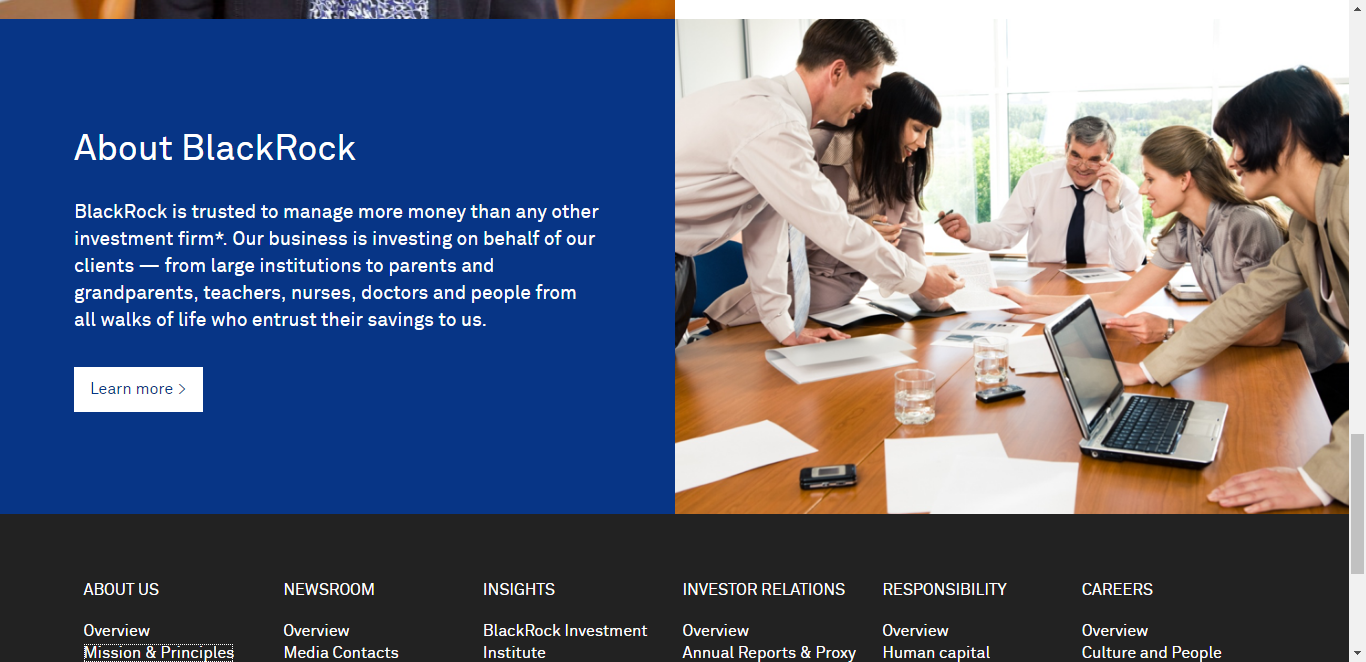 About BlackRock
BlackRock is trusted to manage more money than any other
investment firm*. Our business is investing on behalf of our
clients — from large institutions to parents and
grandparents, teachers, nurses, doctors and people from
all walks of life who entrust their savings to us.
Learn more >
ABOUT US
Overview
Mission & Principles
NEWSROOM
Overview
Media Contacts
INSIGHTS
BlackRock Investment
Institute
INVESTOR RELATIONS
Overview
Annual Reports & Proxy
RESPONSIBILITY
Overview
Human capital
CAREERS
Overview
Culture and People